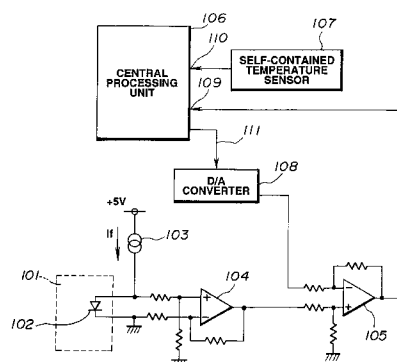 106
107
110
CENTRAL
PROCESSING
UNIT
SELF-CONTAINED
TEMPERATURE
SENSOR
109
111
108
D/A
CONVERTER
+5V
If
103
101
104
102
105
+
−
−
+